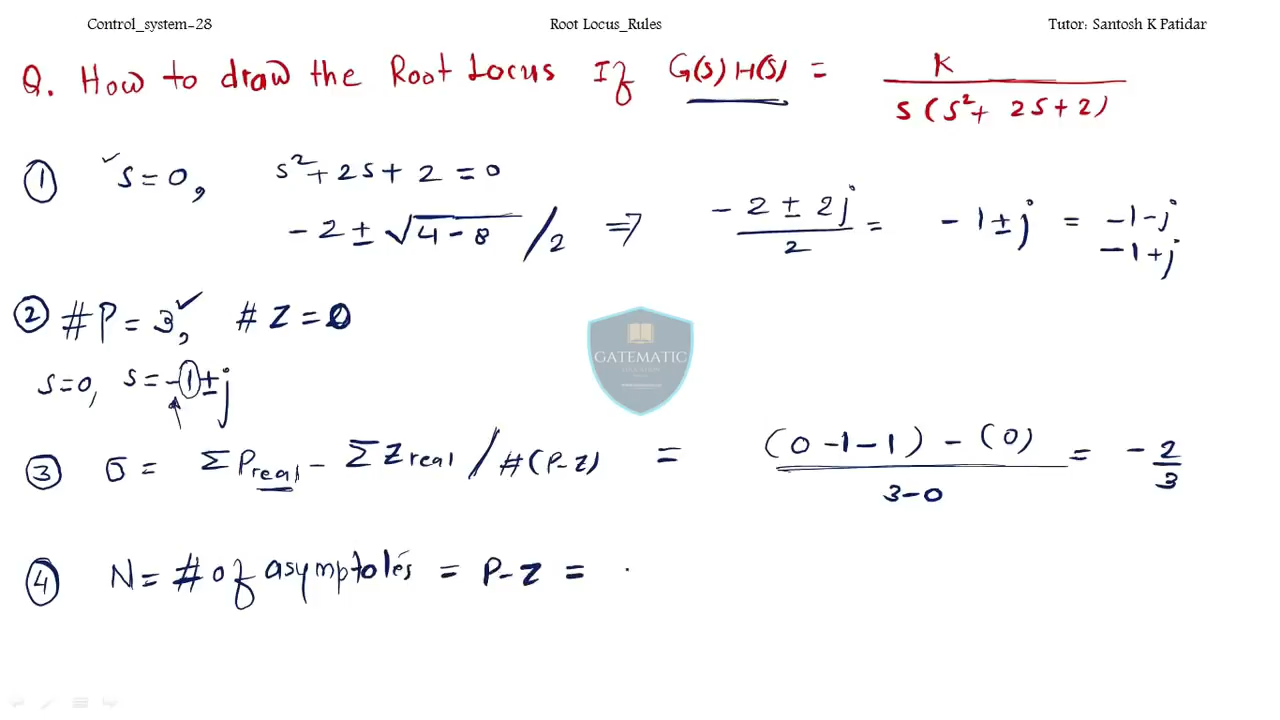 Control_system-28 Root Locus_Rules Tutor: Santosh K Patidar
Q. How to draw the Root Locus If G(s) H(s) = K / s(s²+ 2s+2)
① ✓s=0, s²+2s+2=0
-2 ± √4-8 /2 ⇒ -2 ± 2j / 2 = -1±j = -1-j
-1+j
② #P=3✓, #Z=0
s=0, s=-1±j
③ σ = ΣPreal - ΣZreal / #(P-Z) = (0-1-1)-(0) / 3-0 = -2/3
④ N= # of asymptotes = P-Z =
GATEMATIC
EDUCATION